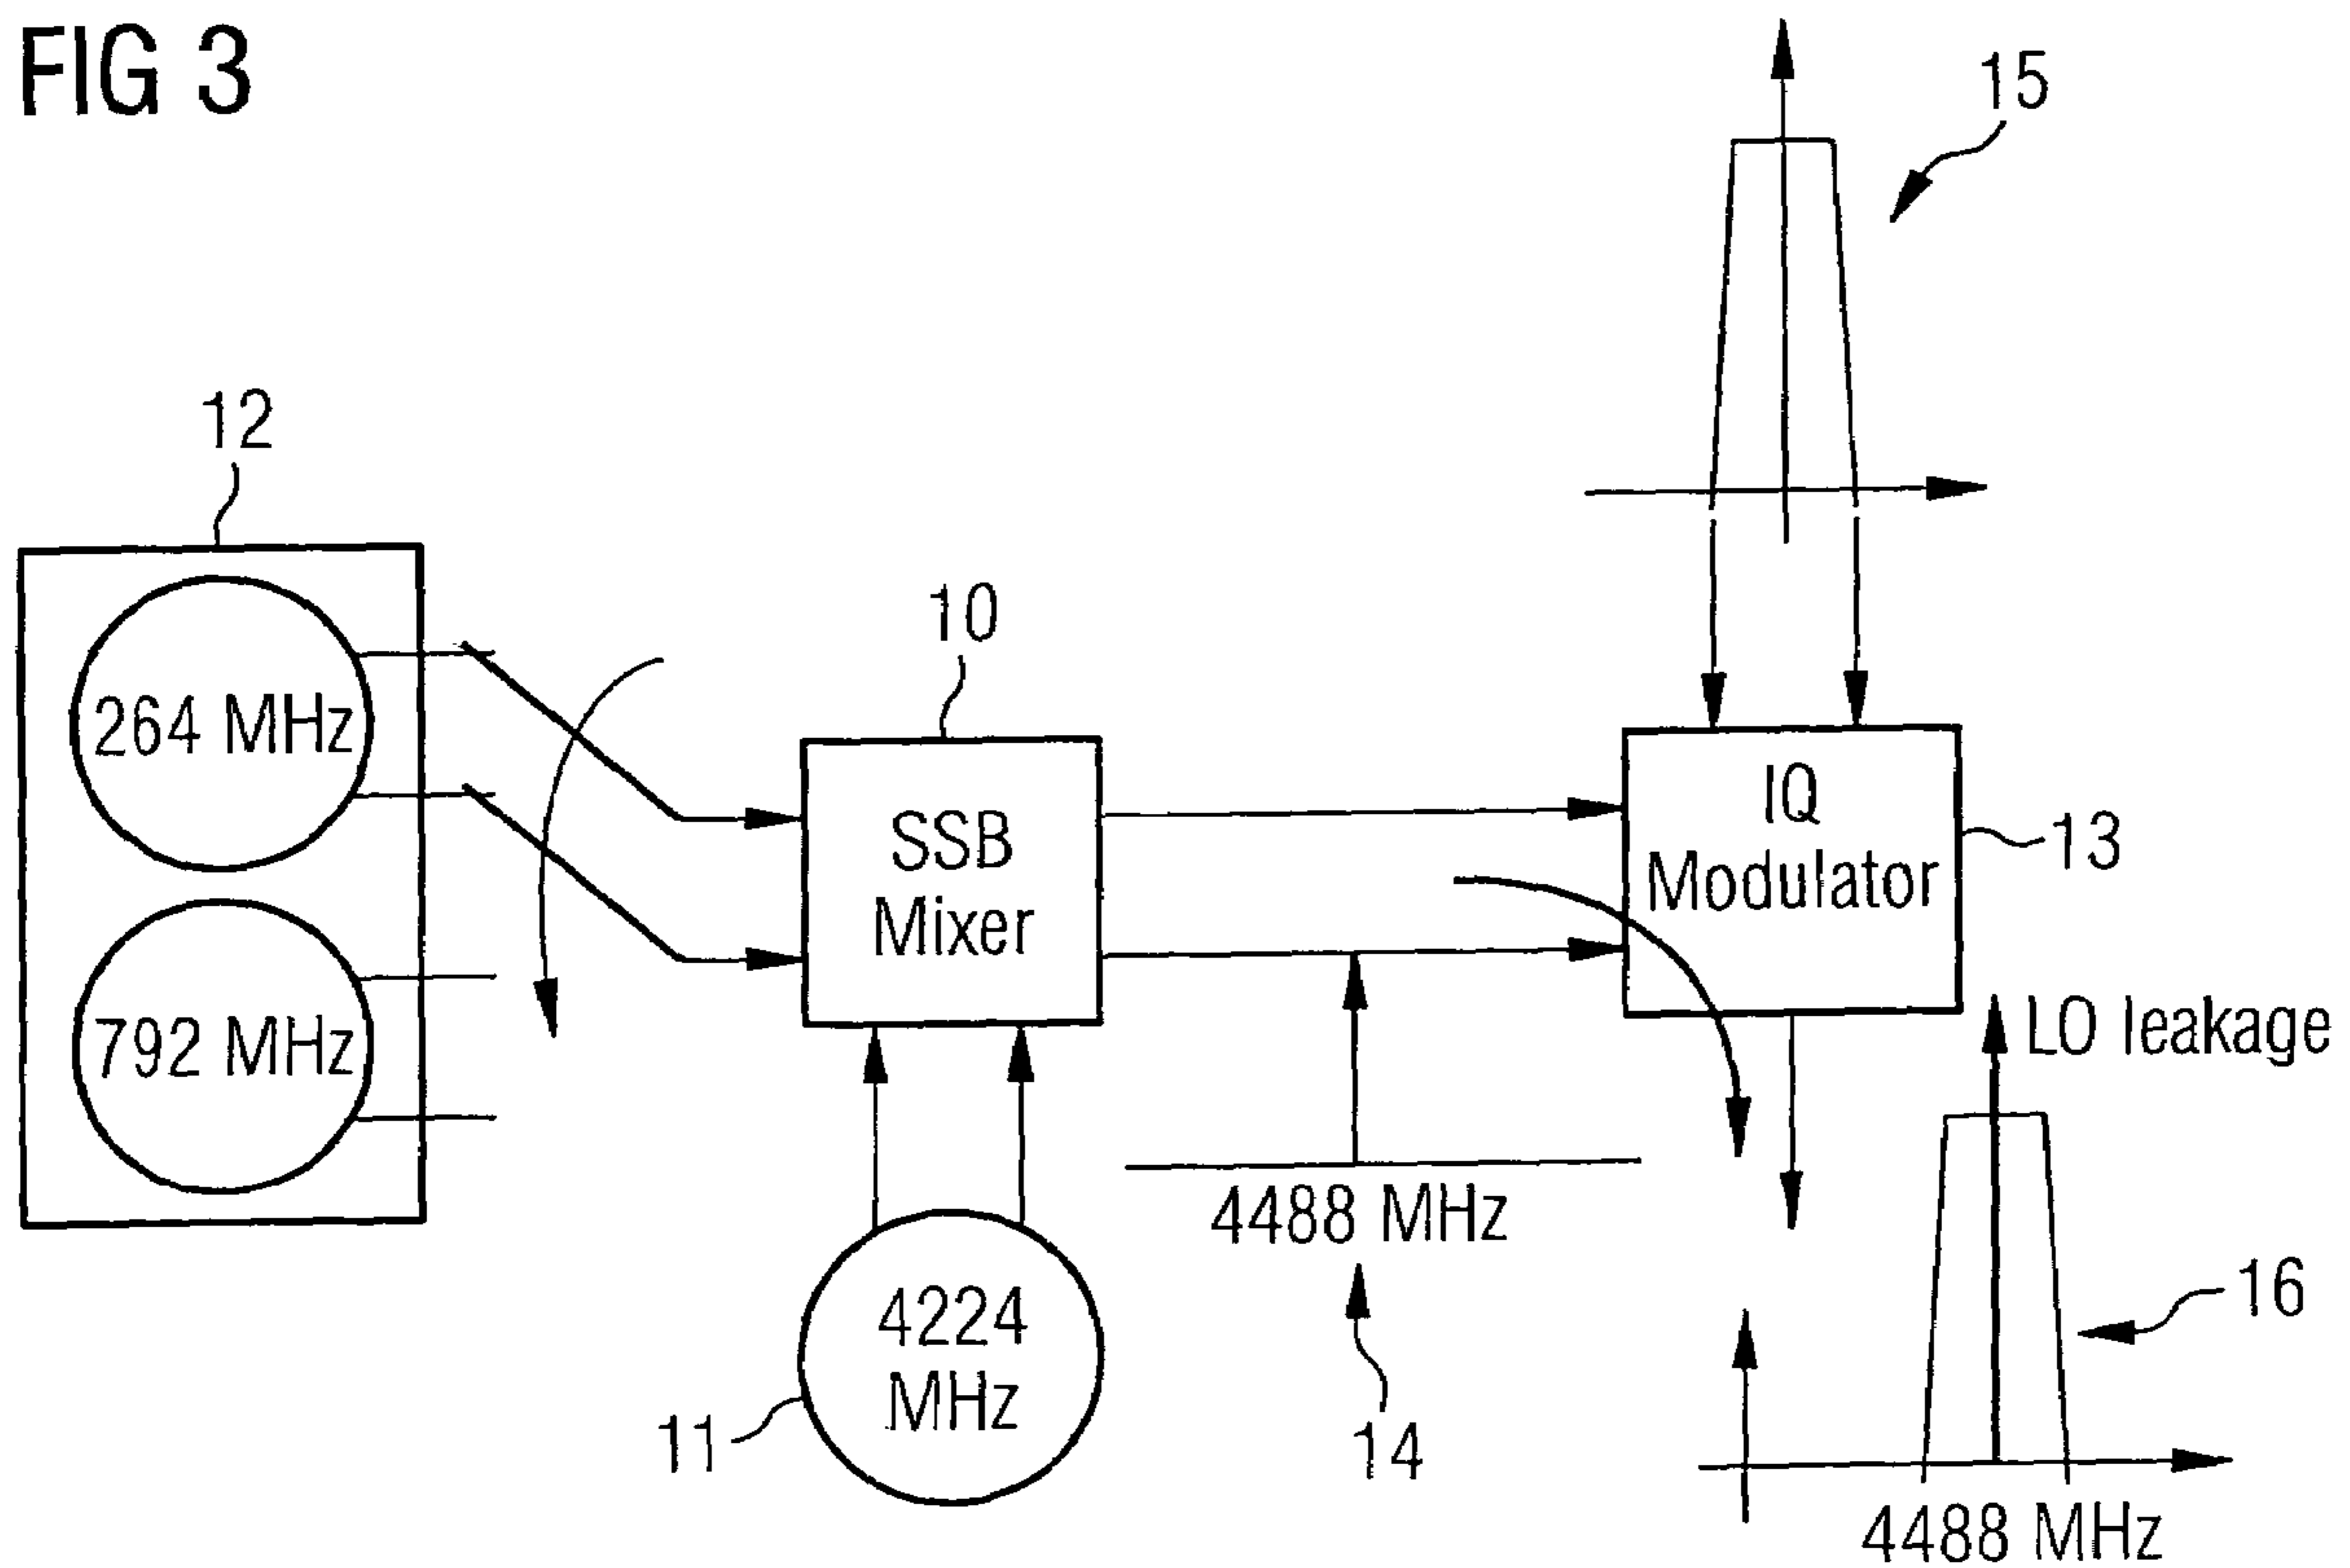 FIG 3
15
12
264 MHz
792 MHz
10
SSB
Mixer
IQ
Modulator
13
LO leakage
4488 MHz
4224
MHz
11
14
16
4488 MHz